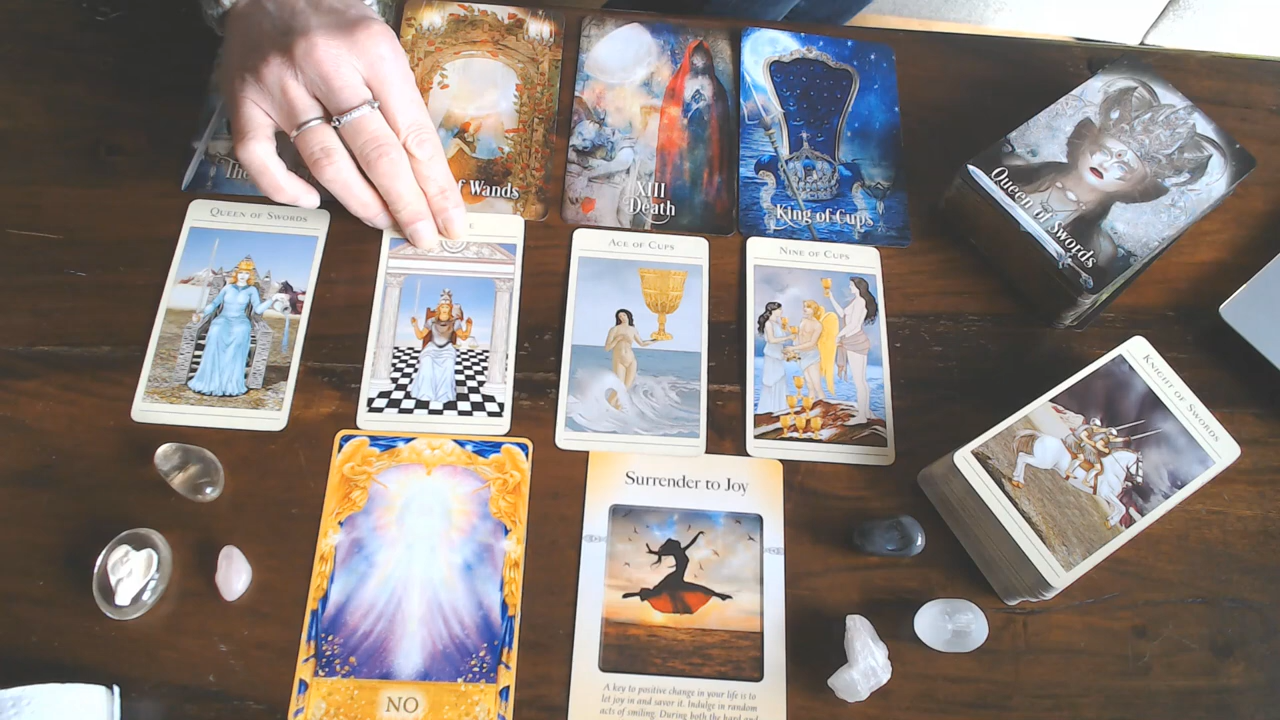 The
of Wands
XIII
Death
King of Cups
Queen of Swords
Queen of Swords
Ace of Cups
Nine of Cups
Knight of Swords
Surrender to Joy
A key to positive change in your life is to
let joy in and savor it. Indulge in random
acts of smiling. During both the hard and
NO